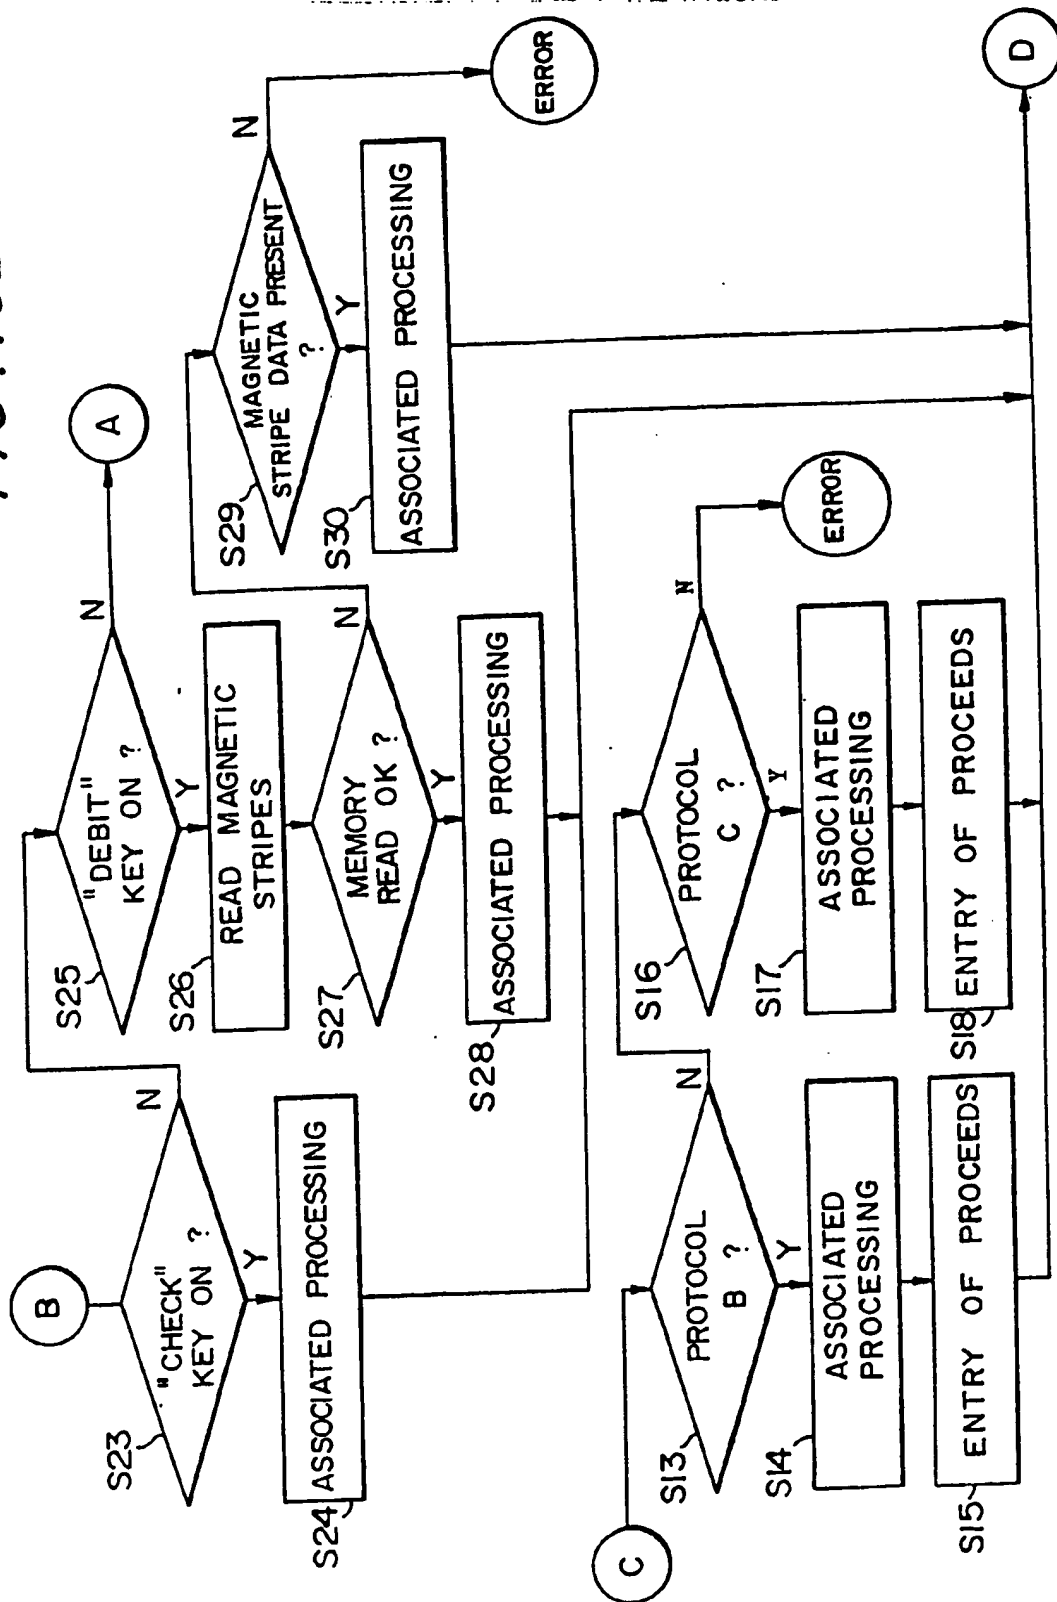 B
"CHECK"
KEY ON ?
S23
N
Y
S24
ASSOCIATED PROCESSING
"DEBIT"
KEY ON ?
S25
N
A
Y
S26
READ MAGNETIC
STRIPES
MEMORY
READ OK ?
S27
N
Y
S28
ASSOCIATED PROCESSING
MAGNETIC
STRIPE DATA PRESENT
?
S29
N
ERROR
Y
S30
ASSOCIATED PROCESSING
C
PROTOCOL
B ?
S13
N
Y
S14
ASSOCIATED
PROCESSING
S15
ENTRY OF PROCEEDS
PROTOCOL
C ?
S16
N
ERROR
Y
S17
ASSOCIATED
PROCESSING
S18
ENTRY OF PROCEEDS
D